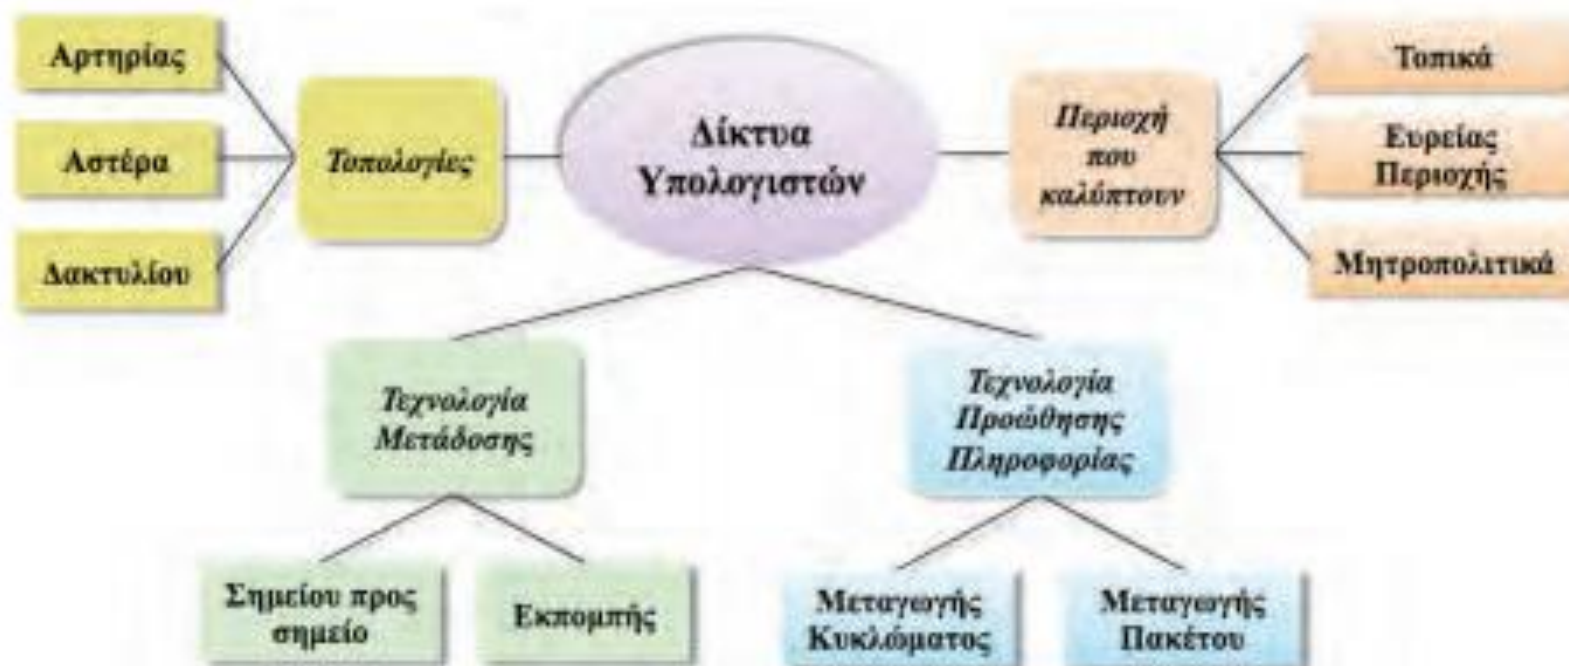 Αρτηρίας
Αστέρα
Δακτυλίου
Τοπολογίες
Δίκτυα
Υπολογιστών
Περιοχή
που
καλύπτουν
Τοπικά
Ευρείας
Περιοχής
Μητροπολιτικά
Τεχνολογία
Μετάδοσης
Σημείου προς
σημείο
Εκπομπής
Τεχνολογία
Προώθησης
Πληροφορίας
Μεταγωγής
Κυκλώματος
Μεταγωγής
Πακέτου